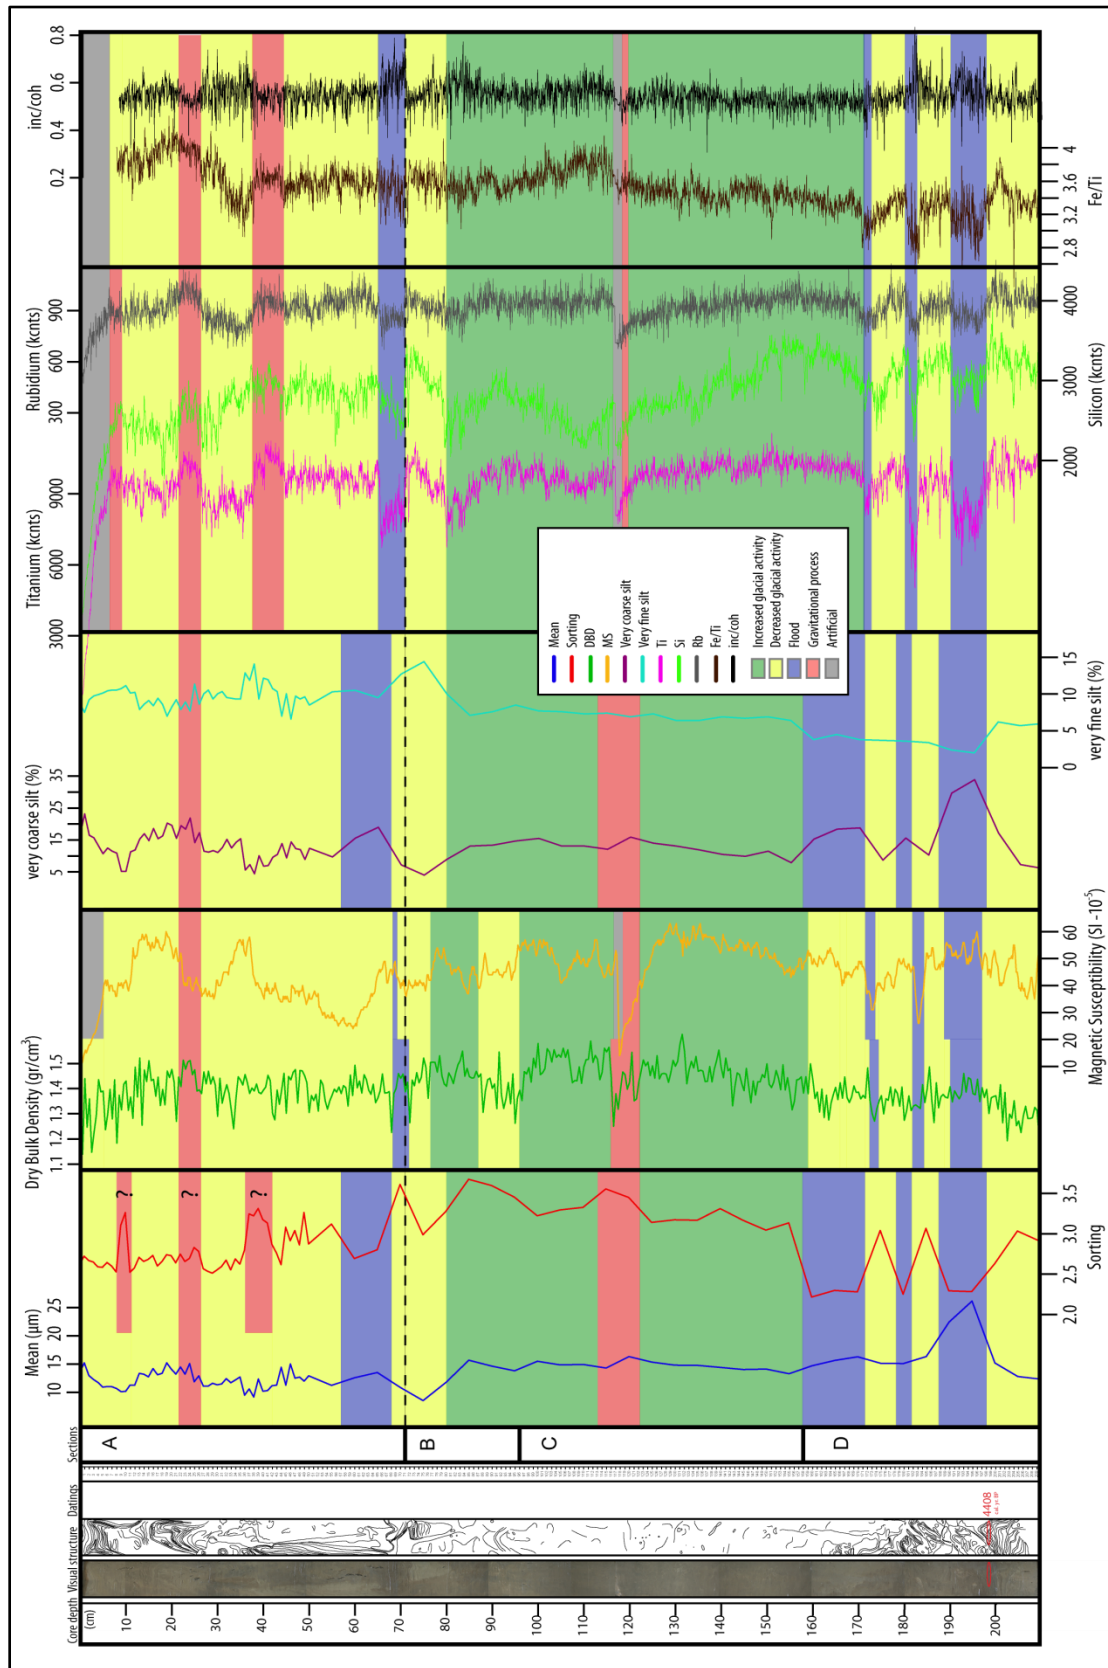 Core depth
(cm)
10
20
30
40
50
60
70
80
90
100
110
120
130
140
150
160
170
180
190
200
Visual structure
Datings
4408
cal. yr. BP
Sections
A
B
C
D
Mean (µm)
10
15
20
25
Sorting
2.0
2.5
3.0
3.5
?
?
?
Dry Bulk Density (gr/cm³)
1.1
1.2
1.3
1.4
1.5
Magnetic Susceptibility (SI -10⁻⁵)
10
20
30
40
50
60
very coarse silt (%)
5
15
25
35
very fine silt (%)
0
5
10
15
Titanium (kcnts)
3000
6000
9000
Rubidium (kcnts)
300
600
900
Silicon (kcnts)
2000
3000
4000
inc/coh
0.2
0.4
0.6
0.8
Fe/Ti
2.8
3.2
3.6
4
Mean
Sorting
DBD
MS
Very coarse silt
Very fine silt
Ti
Si
Rb
Fe/Ti
inc/coh
Increased glacial activity
Decreased glacial activity
Flood
Gravitational process
Artificial